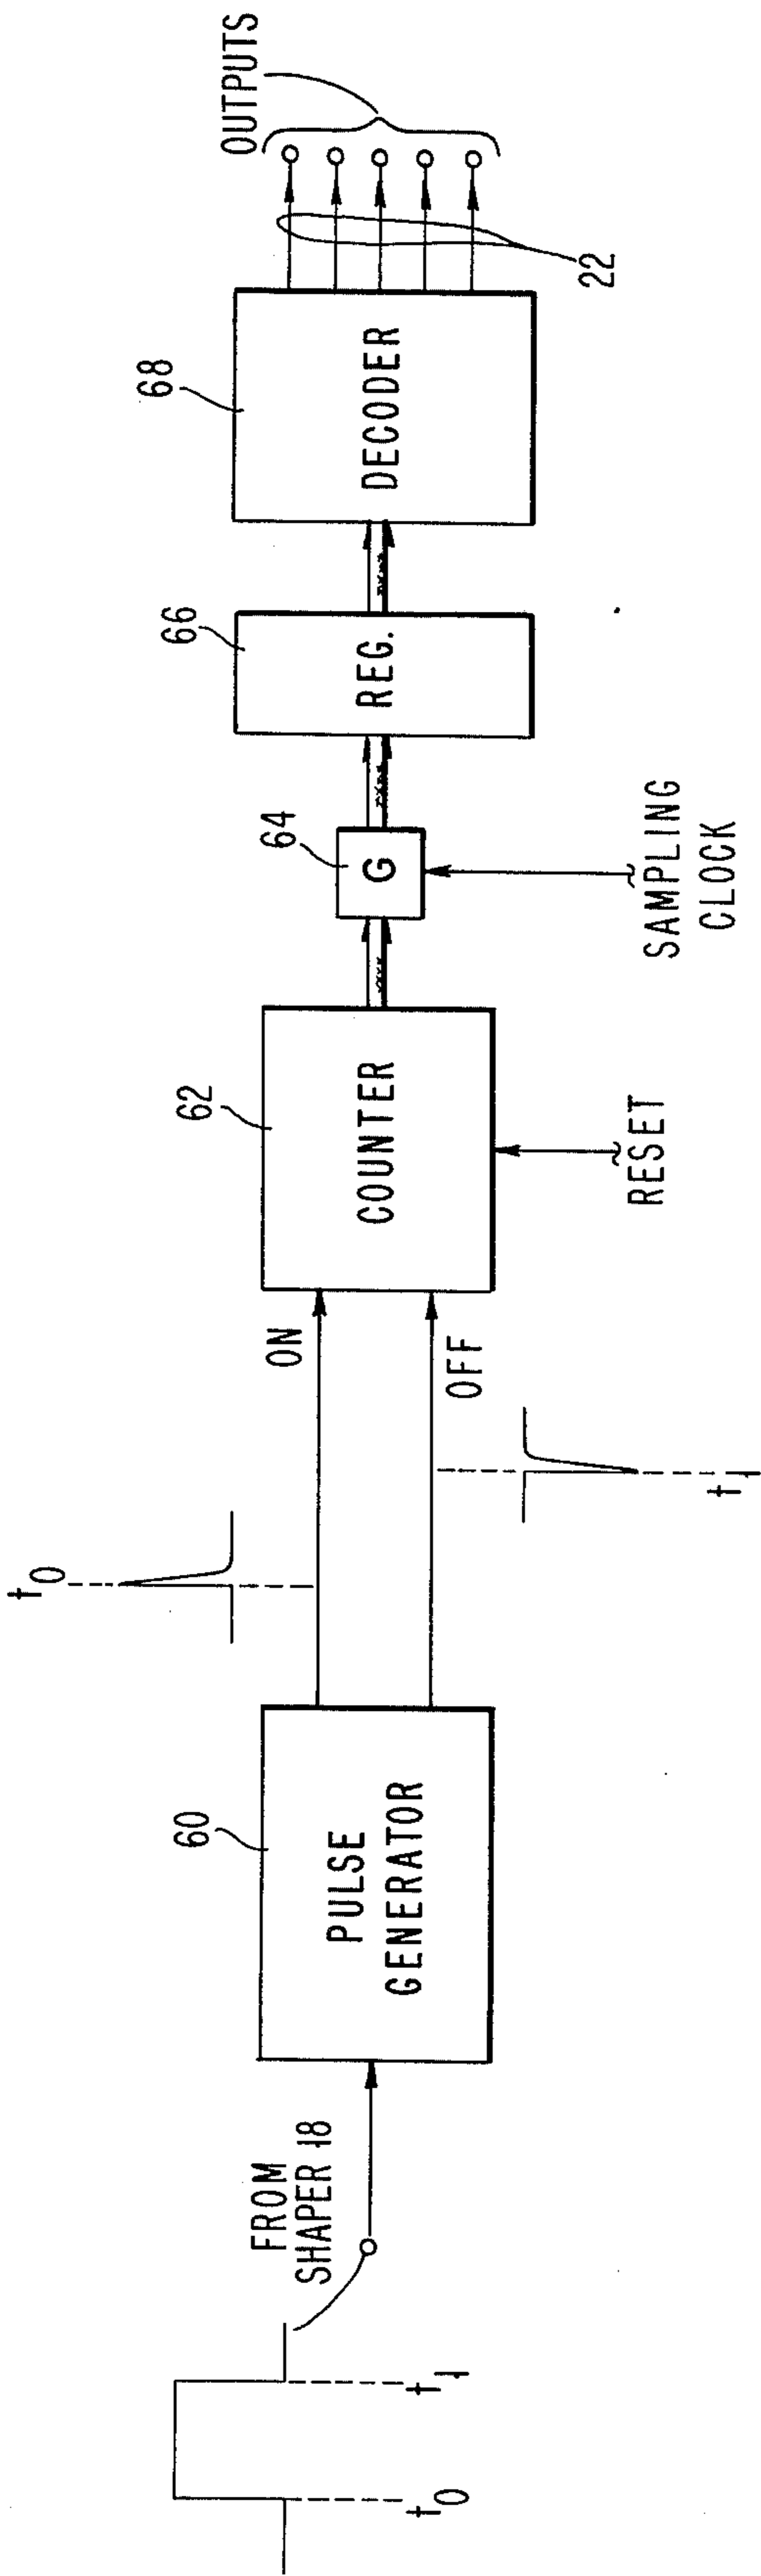 t0
t1
FROM
SHAPER 18
60
PULSE
GENERATOR
t0
t1
ON
OFF
62
COUNTER
RESET
64
G
SAMPLING
CLOCK
66
REG.
68
DECODER
22
OUTPUTS